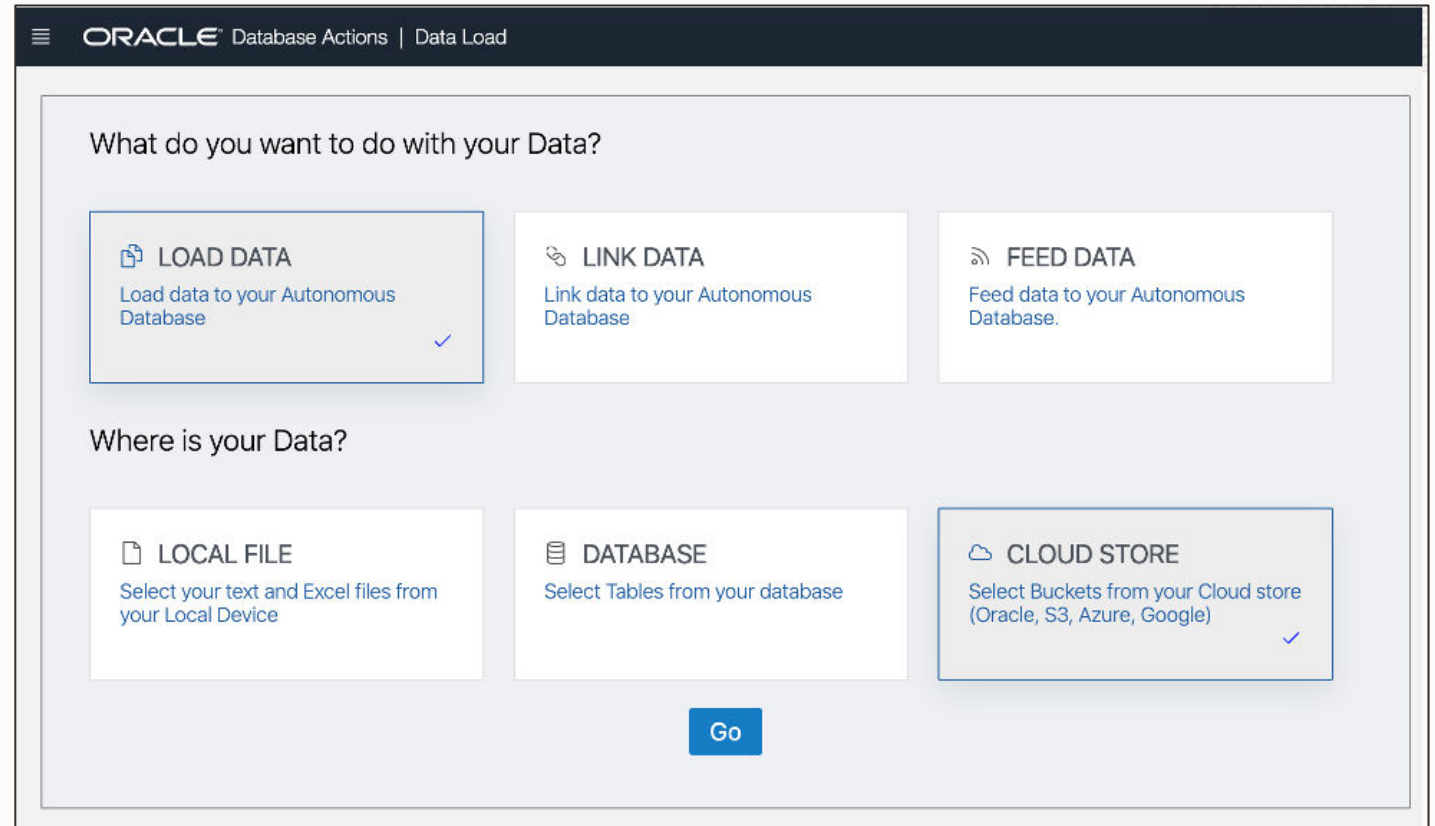 ORACLE Database Actions | Data Load
What do you want to do with your Data?
LOAD DATA
Load data to your Autonomous
Database
LINK DATA
Link data to your Autonomous
Database
FEED DATA
Feed data to your Autonomous
Database.
Where is your Data?
LOCAL FILE
Select your text and Excel files from
your Local Device
DATABASE
Select Tables from your database
CLOUD STORE
Select Buckets from your Cloud store
(Oracle, S3, Azure, Google)
Go